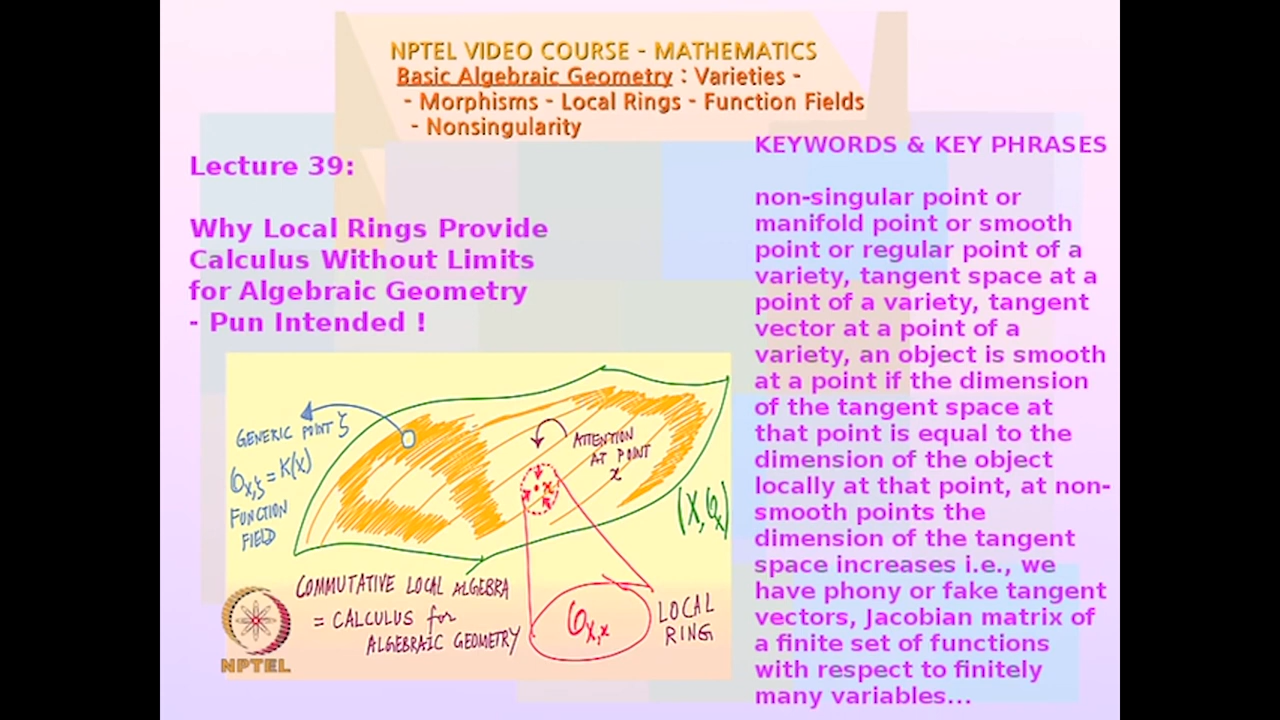 NPTEL VIDEO COURSE - MATHEMATICS
Basic Algebraic Geometry : Varieties -
- Morphisms - Local Rings - Function Fields
- Nonsingularity
Lecture 39:
Why Local Rings Provide
Calculus Without Limits
for Algebraic Geometry
- Pun Intended !
KEYWORDS & KEY PHRASES
non-singular point or
manifold point or smooth
point or regular point of a
variety, tangent space at a
point of a variety, tangent
vector at a point of a
variety, an object is smooth
at a point if the dimension
of the tangent space at
that point is equal to the
dimension of the object
locally at that point, at non-
smooth points the
dimension of the tangent
space increases i.e., we
have phony or fake tangent
vectors, Jacobian matrix of
a finite set of functions
with respect to finitely
many variables...
GENERIC POINT ζ
O_X,ζ = K(X)
FUNCTION
FIELD
ATTENTION
AT POINT
x
(X, O_X)
COMMUTATIVE LOCAL ALGEBRA
= CALCULUS for
ALGEBRAIC GEOMETRY
O_X,x
LOCAL
RING
NPTEL